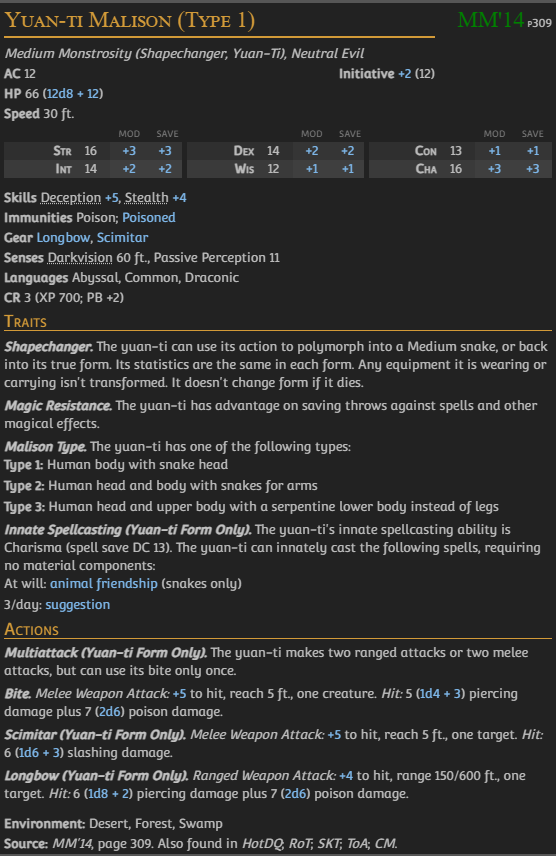 Yuan-ti Malison (Type 1) MM'14 p309
Medium Monstrosity (Shapechanger, Yuan-Ti), Neutral Evil
AC 12 Initiative +2 (12)
HP 66 (12d8 + 12)
Speed 30 ft.
MOD SAVE MOD SAVE MOD SAVE
Str 16 +3 +3 Dex 14 +2 +2 Con 13 +1 +1
Int 14 +2 +2 Wis 12 +1 +1 Cha 16 +3 +3
Skills Deception +5, Stealth +4
Immunities Poison; Poisoned
Gear Longbow, Scimitar
Senses Darkvision 60 ft., Passive Perception 11
Languages Abyssal, Common, Draconic
CR 3 (XP 700; PB +2)
Traits
Shapechanger. The yuan-ti can use its action to polymorph into a Medium snake, or back
into its true form. Its statistics are the same in each form. Any equipment it is wearing or
carrying isn't transformed. It doesn't change form if it dies.
Magic Resistance. The yuan-ti has advantage on saving throws against spells and other
magical effects.
Malison Type. The yuan-ti has one of the following types:
Type 1: Human body with snake head
Type 2: Human head and body with snakes for arms
Type 3: Human head and upper body with a serpentine lower body instead of legs
Innate Spellcasting (Yuan-ti Form Only). The yuan-ti's innate spellcasting ability is
Charisma (spell save DC 13). The yuan-ti can innately cast the following spells, requiring
no material components:
At will: animal friendship (snakes only)
3/day: suggestion
Actions
Multiattack (Yuan-ti Form Only). The yuan-ti makes two ranged attacks or two melee
attacks, but can use its bite only once.
Bite. Melee Weapon Attack: +5 to hit, reach 5 ft., one creature. Hit: 5 (1d4 + 3) piercing
damage plus 7 (2d6) poison damage.
Scimitar (Yuan-ti Form Only). Melee Weapon Attack: +5 to hit, reach 5 ft., one target. Hit:
6 (1d6 + 3) slashing damage.
Longbow (Yuan-ti Form Only). Ranged Weapon Attack: +4 to hit, range 150/600 ft., one
target. Hit: 6 (1d8 + 2) piercing damage plus 7 (2d6) poison damage.
Environment: Desert, Forest, Swamp
Source: MM'14, page 309. Also found in HotDQ, RoT, SKT, ToA, CM.